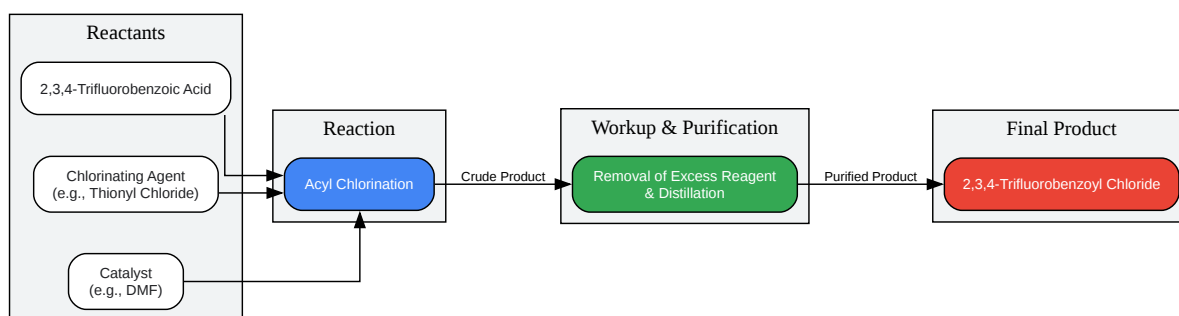 Reactants
2,3,4-Trifluorobenzoic Acid
Chlorinating Agent
(e.g., Thionyl Chloride)
Catalyst
(e.g., DMF)
Reaction
Acyl Chlorination
Crude Product
Workup & Purification
Removal of Excess Reagent
& Distillation
Purified Product
Final Product
2,3,4-Trifluorobenzoyl Chloride